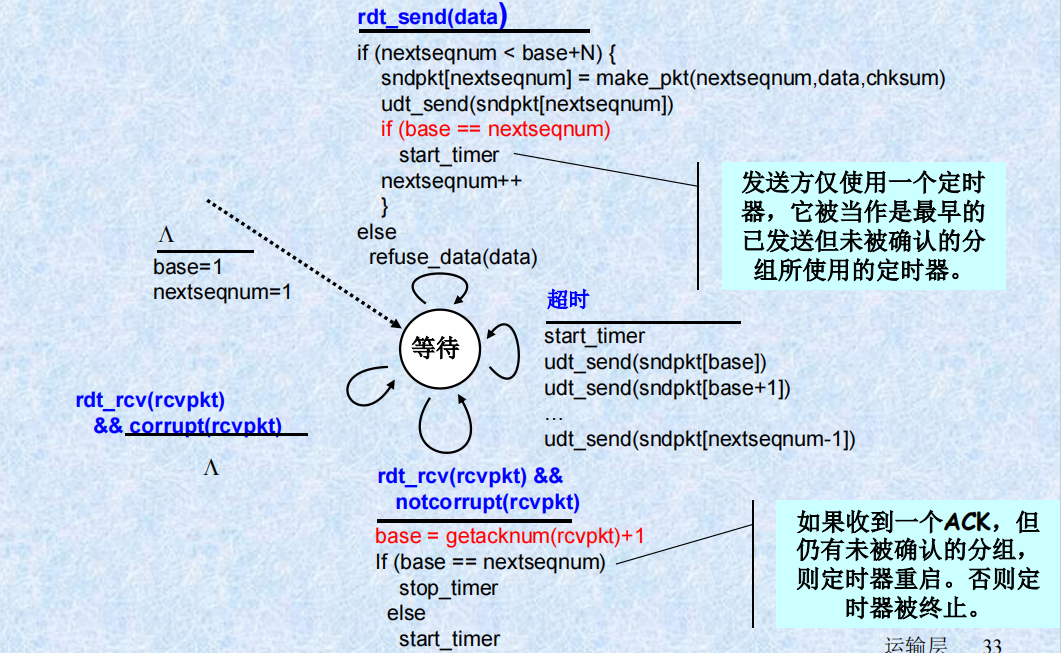 rdt_send(data)
if (nextseqnum < base+N) {
sndpkt[nextseqnum] = make_pkt(nextseqnum,data,chksum)
udt_send(sndpkt[nextseqnum])
if (base == nextseqnum)
start_timer
nextseqnum++
}
else
refuse_data(data)
发送方仅使用一个定时
器，它被当作是最早的
已发送但未被确认的分
组所使用的定时器。
Λ
base=1
nextseqnum=1
等待
超时
start_timer
udt_send(sndpkt[base])
udt_send(sndpkt[base+1])
…
udt_send(sndpkt[nextseqnum-1])
rdt_rcv(rcvpkt)
&& corrupt(rcvpkt)
Λ
rdt_rcv(rcvpkt) &&
notcorrupt(rcvpkt)
base = getacknum(rcvpkt)+1
If (base == nextseqnum)
stop_timer
else
start_timer
如果收到一个ACK，但
仍有未被确认的分组，
则定时器重启。否则定
时器被终止。
运输层 33